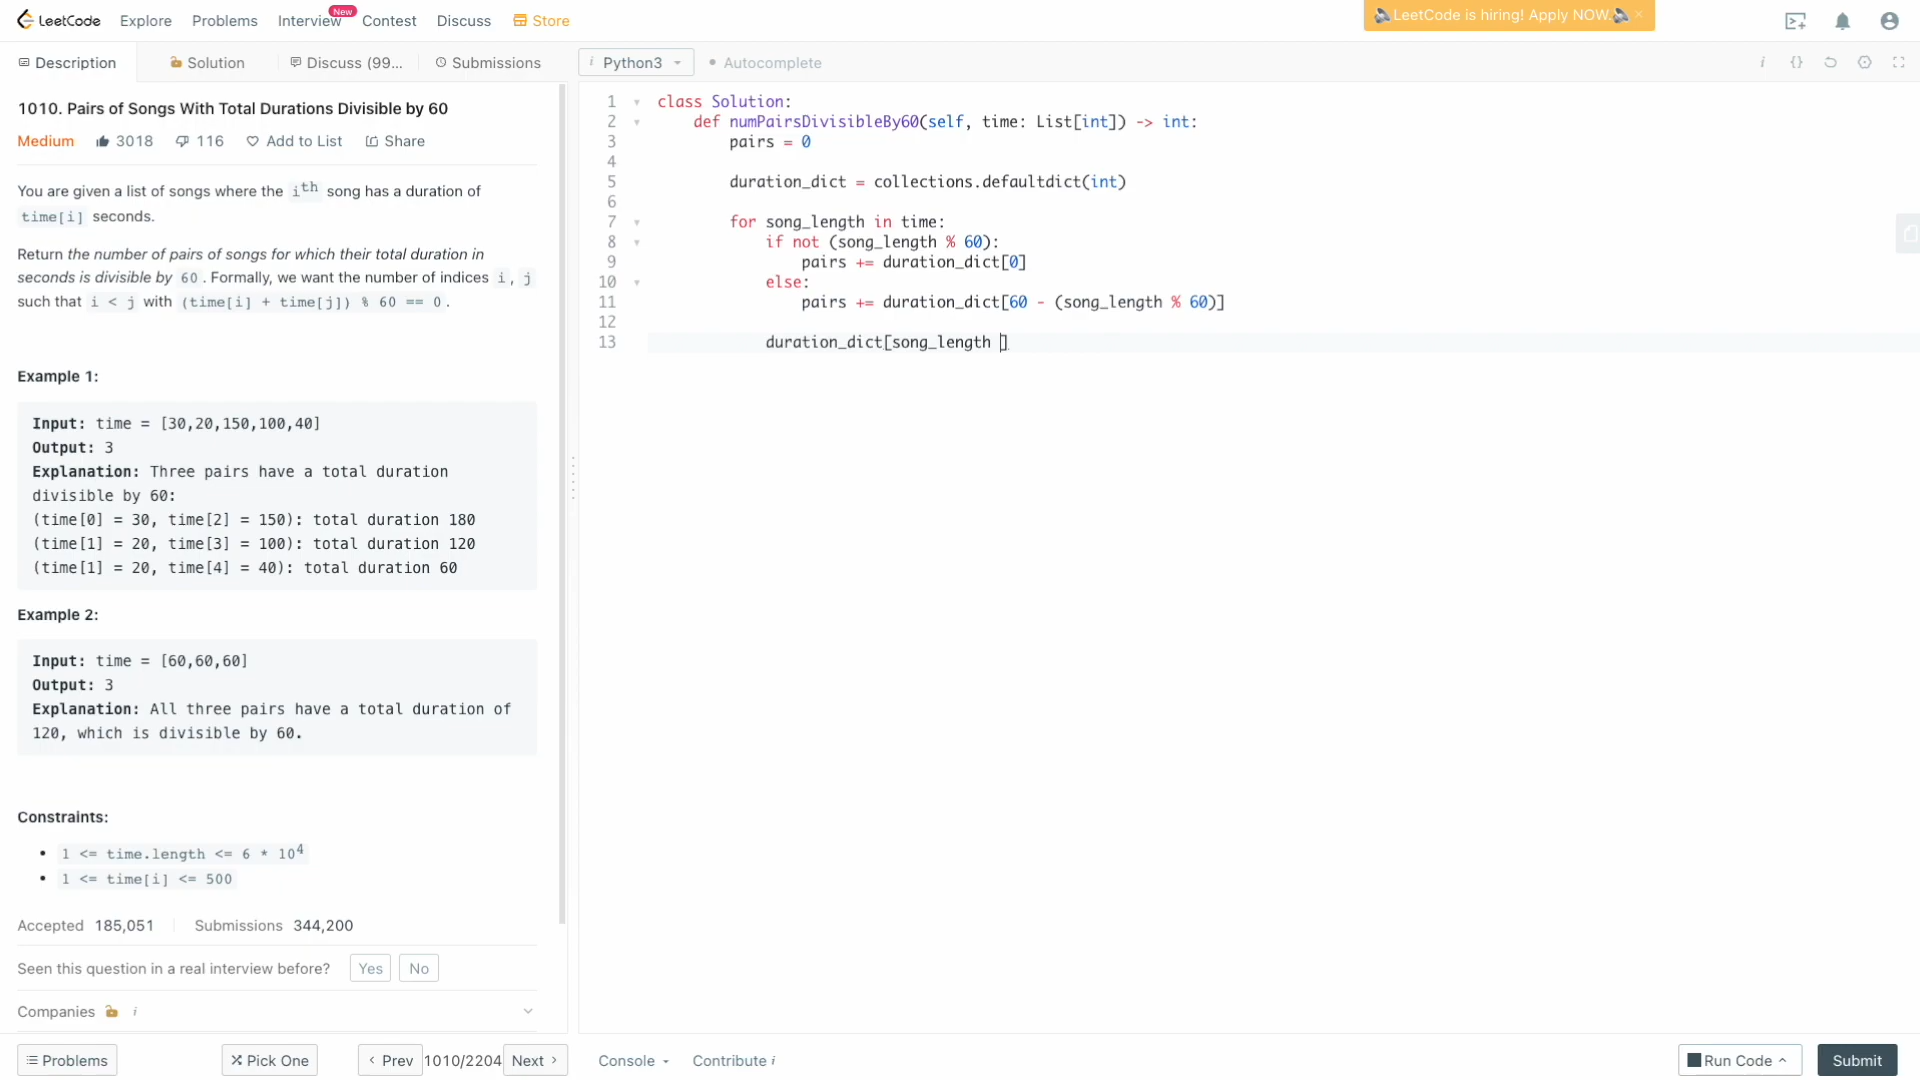 LeetCode Explore Problems Interview New Contest Discuss Store
LeetCode is hiring! Apply NOW. ×
Description Solution Discuss (99... Submissions
i Python3 Autocomplete i {}
1010. Pairs of Songs With Total Durations Divisible by 60
Medium 3018 116 Add to List Share
You are given a list of songs where the iᵗʰ song has a duration of
time[i] seconds.
Return the number of pairs of songs for which their total duration in
seconds is divisible by 60. Formally, we want the number of indices i, j
such that i < j with (time[i] + time[j]) % 60 == 0.
Example 1:
Input: time = [30,20,150,100,40]
Output: 3
Explanation: Three pairs have a total duration
divisible by 60:
(time[0] = 30, time[2] = 150): total duration 180
(time[1] = 20, time[3] = 100): total duration 120
(time[1] = 20, time[4] = 40): total duration 60
Example 2:
Input: time = [60,60,60]
Output: 3
Explanation: All three pairs have a total duration of
120, which is divisible by 60.
Constraints:
• 1 <= time.length <= 6 * 10⁴
• 1 <= time[i] <= 500
Accepted 185,051 Submissions 344,200
Seen this question in a real interview before? Yes No
Companies i
1 class Solution:
2 def numPairsDivisibleBy60(self, time: List[int]) -> int:
3 pairs = 0
4
5 duration_dict = collections.defaultdict(int)
6
7 for song_length in time:
8 if not (song_length % 60):
9 pairs += duration_dict[0]
10 else:
11 pairs += duration_dict[60 - (song_length % 60)]
12
13 duration_dict[song_length ]
Problems Pick One Prev 1010/2204 Next Console Contribute i Run Code Submit